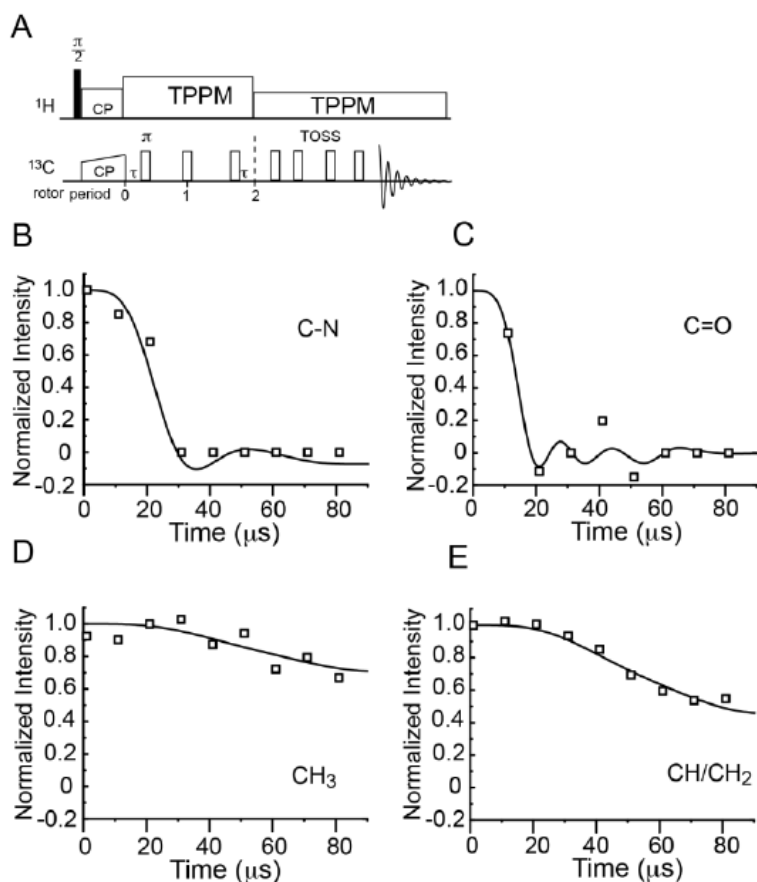 A
π
2
¹H
CP
TPPM
TPPM
π
TOSS
¹³C
CP
τ
τ
rotor period
0
1
2
B
Normalized Intensity
1.0
0.8
0.6
0.4
0.2
0
-0.2
C-N
0
20
40
60
80
Time (μs)
C
Normalized Intensity
1.0
0.8
0.6
0.4
0.2
0
-0.2
C=O
0
20
40
60
80
Time (μs)
D
Normalized Intensity
1.0
0.8
0.6
0.4
0.2
0
-0.2
CH₃
0
20
40
60
80
Time (μs)
E
Normalized Intensity
1.0
0.8
0.6
0.4
0.2
0
-0.2
CH/CH₂
0
20
40
60
80
Time (μs)